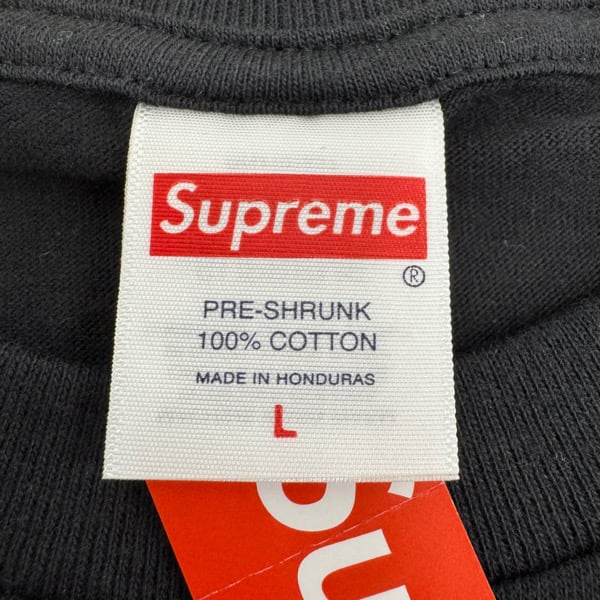 Supreme
®
PRE-SHRUNK
100% COTTON
MADE IN HONDURAS
L